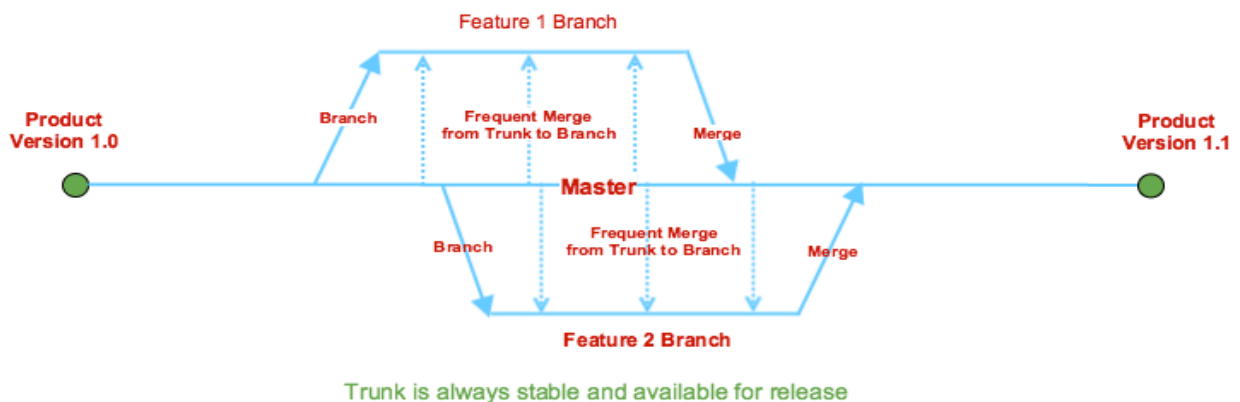 Feature 1 Branch
Branch
Frequent Merge
from Trunk to Branch
Merge
Product
Version 1.0
Product
Version 1.1
Master
Branch
Frequent Merge
from Trunk to Branch
Merge
Feature 2 Branch
Trunk is always stable and available for release